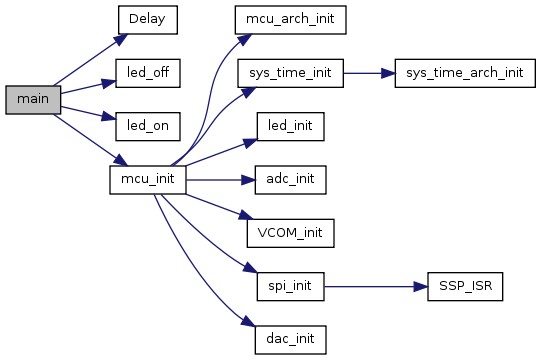 main
Delay
led_off
led_on
mcu_init
mcu_arch_init
sys_time_init
sys_time_arch_init
led_init
adc_init
VCOM_init
spi_init
SSP_ISR
dac_init